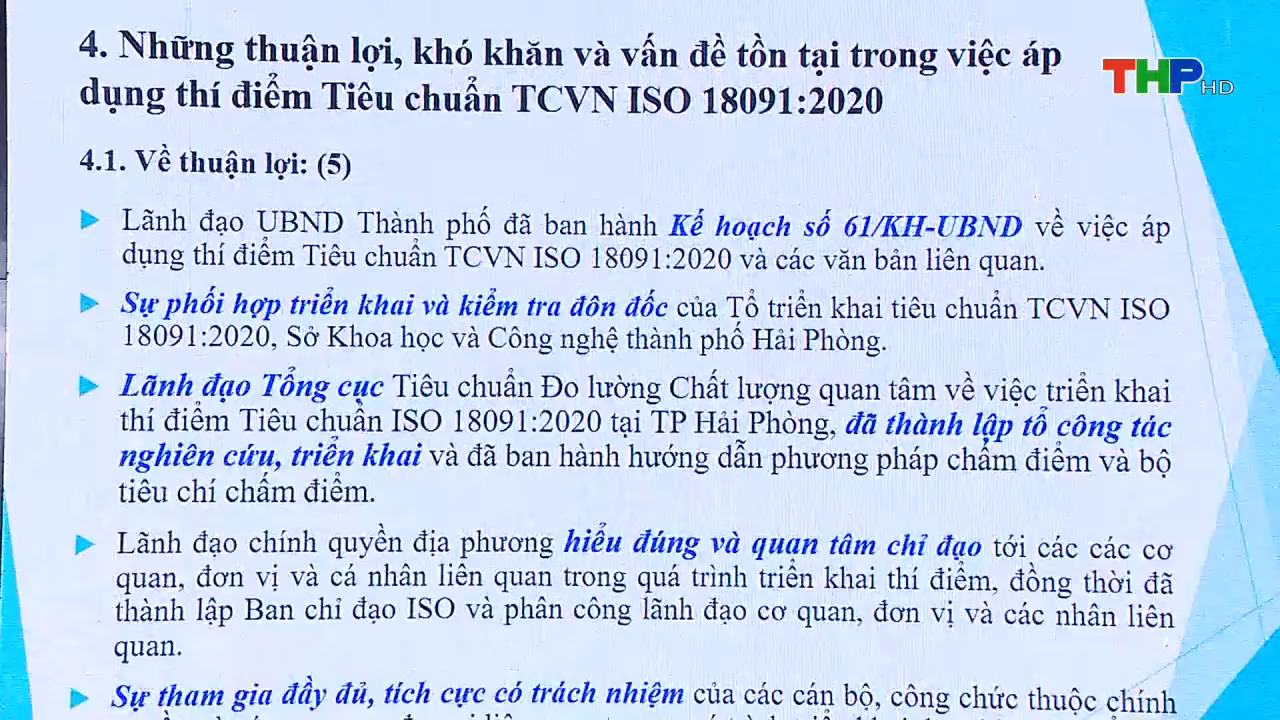 4. Những thuận lợi, khó khăn và vấn đề tồn tại trong việc áp
dụng thí điểm Tiêu chuẩn TCVN ISO 18091:2020
THP HD
4.1. Về thuận lợi: (5)
Lãnh đạo UBND Thành phố đã ban hành Kế hoạch số 61/KH-UBND về việc áp
dụng thí điểm Tiêu chuẩn TCVN ISO 18091:2020 và các văn bản liên quan.
Sự phối hợp triển khai và kiểm tra đôn đốc của Tổ triển khai tiêu chuẩn TCVN ISO
18091:2020, Sở Khoa học và Công nghệ thành phố Hải Phòng.
Lãnh đạo Tổng cục Tiêu chuẩn Đo lường Chất lượng quan tâm về việc triển khai
thí điểm Tiêu chuẩn ISO 18091:2020 tại TP Hải Phòng, đã thành lập tổ công tác
nghiên cứu, triển khai và đã ban hành hướng dẫn phương pháp chấm điểm và bộ
tiêu chí chấm điểm.
Lãnh đạo chính quyền địa phương hiểu đúng và quan tâm chỉ đạo tới các các cơ
quan, đơn vị và cá nhân liên quan trong quá trình triển khai thí điểm, đồng thời đã
thành lập Ban chỉ đạo ISO và phân công lãnh đạo cơ quan, đơn vị và các nhân liên
quan.
Sự tham gia đầy đủ, tích cực có trách nhiệm của các cán bộ, công chức thuộc chính